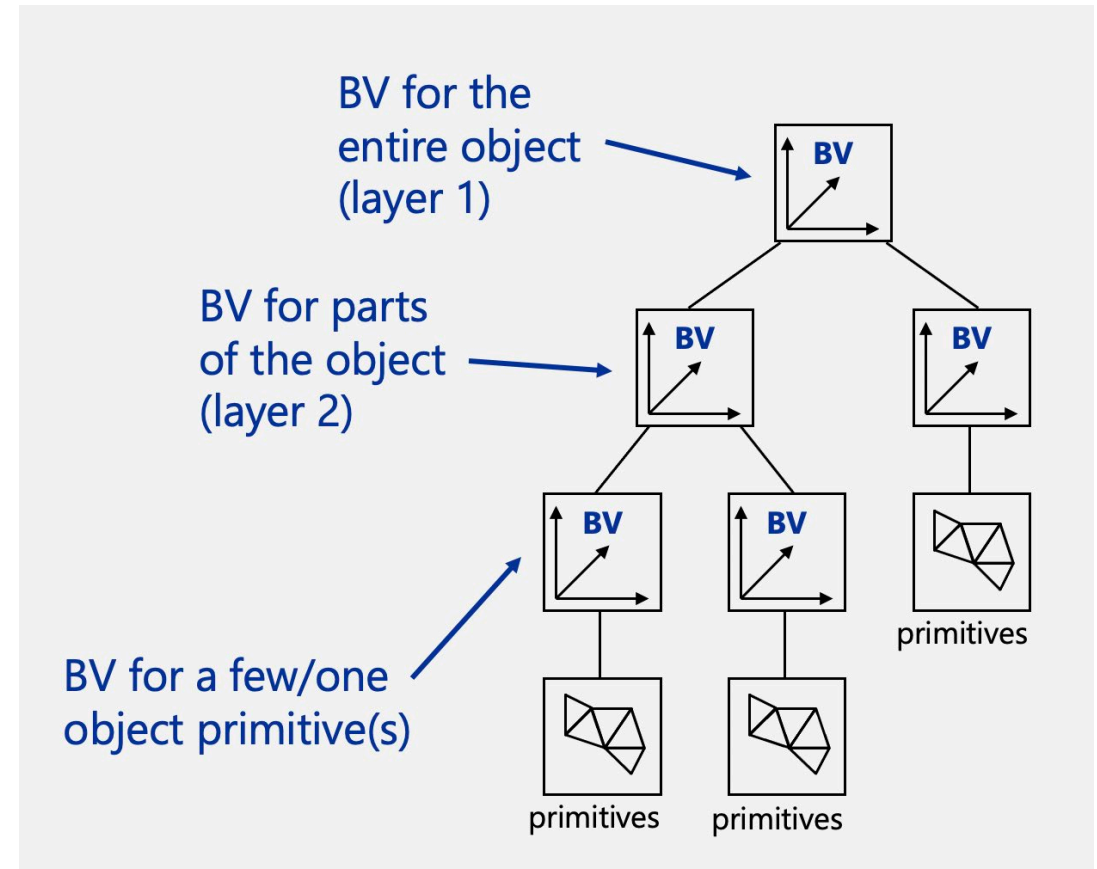 BV for the
entire object
(layer 1)
BV
BV for parts
of the object
(layer 2)
BV
BV
BV
BV
primitives
BV for a few/one
object primitive(s)
primitives
primitives